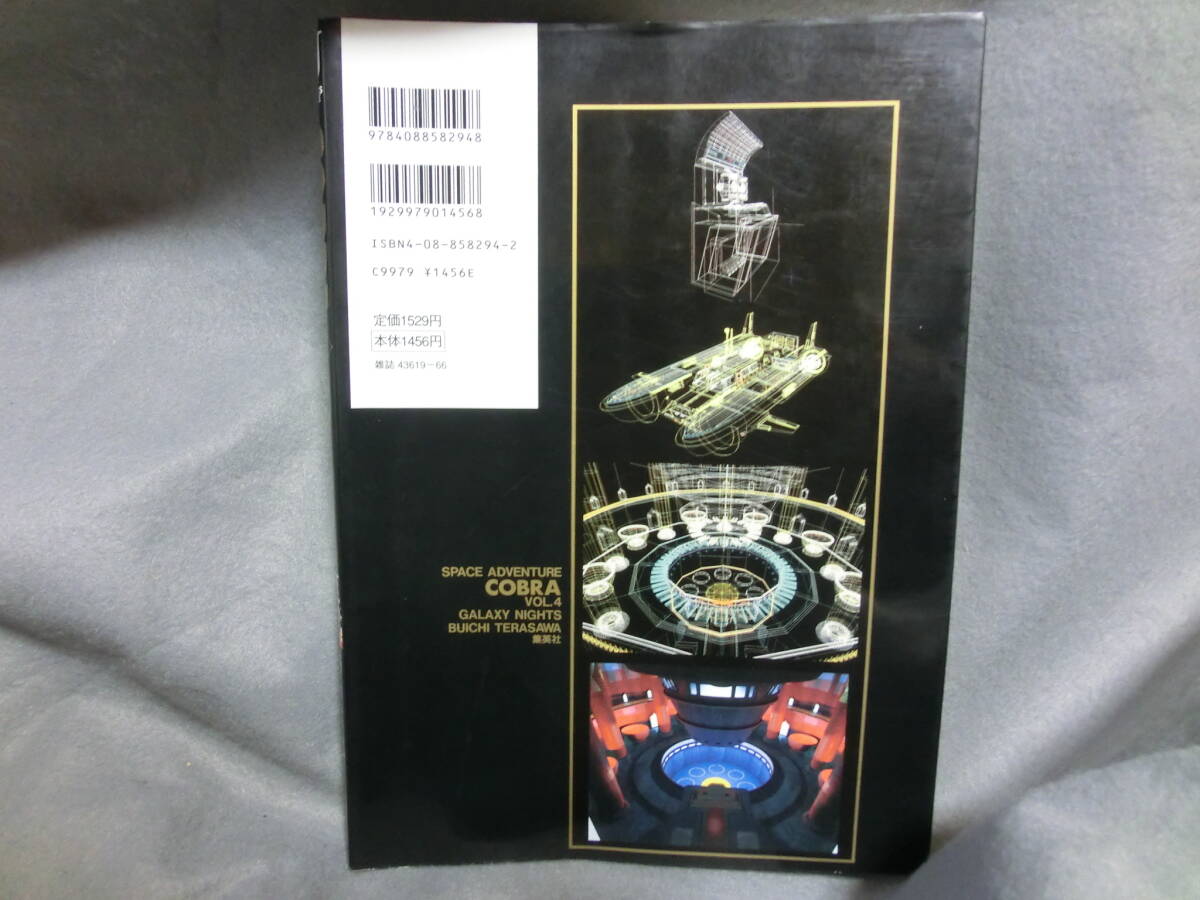 9784088582948
1929979014568
ISBN4-08-858294-2
C9979 ¥1456E
定価1529円
本体1456円
雑誌 43619-66
SPACE ADVENTURE
COBRA
VOL.4
GALAXY NIGHTS
BUICHI TERASAWA
集英社